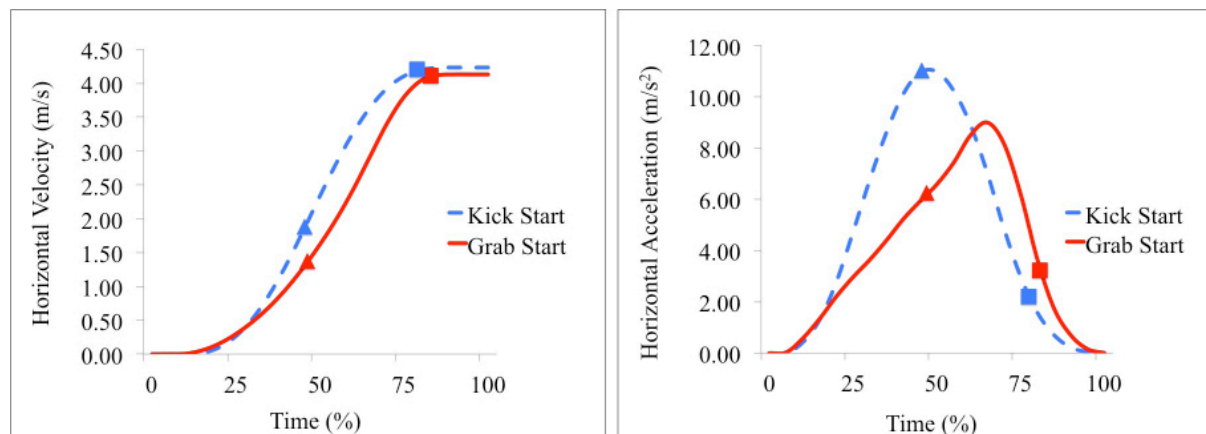 Horizontal Velocity (m/s)
4.50
4.00
3.50
3.00
2.50
2.00
1.50
1.00
0.50
0.00
0 25 50 75 100
Time (%)
Kick Start
Grab Start
Horizontal Acceleration (m/s²)
12.00
10.00
8.00
6.00
4.00
2.00
0.00
0 25 50 75 100
Time (%)
Kick Start
Grab Start